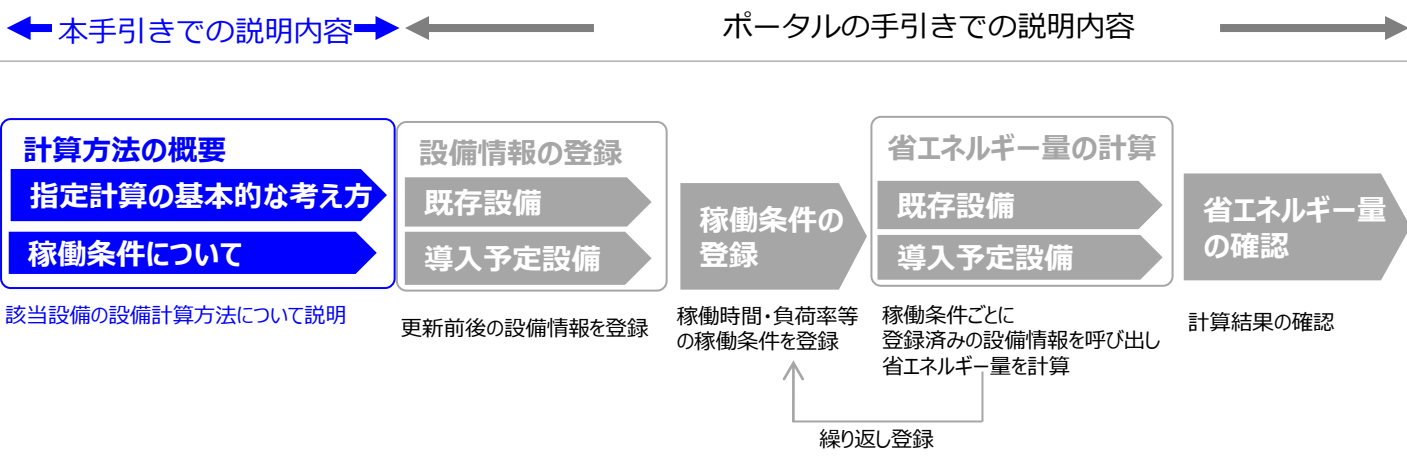 本手引きでの説明内容
ポータルの手引きでの説明内容
計算方法の概要
指定計算の基本的な考え方
稼働条件について
該当設備の設備計算方法について説明
設備情報の登録
既存設備
導入予定設備
更新前後の設備情報を登録
稼働条件の
登録
稼働時間・負荷率等
の稼働条件を登録
省エネルギー量の計算
既存設備
導入予定設備
稼働条件ごとに
登録済みの設備情報を呼び出し
省エネルギー量を計算
繰り返し登録
省エネルギー量
の確認
計算結果の確認